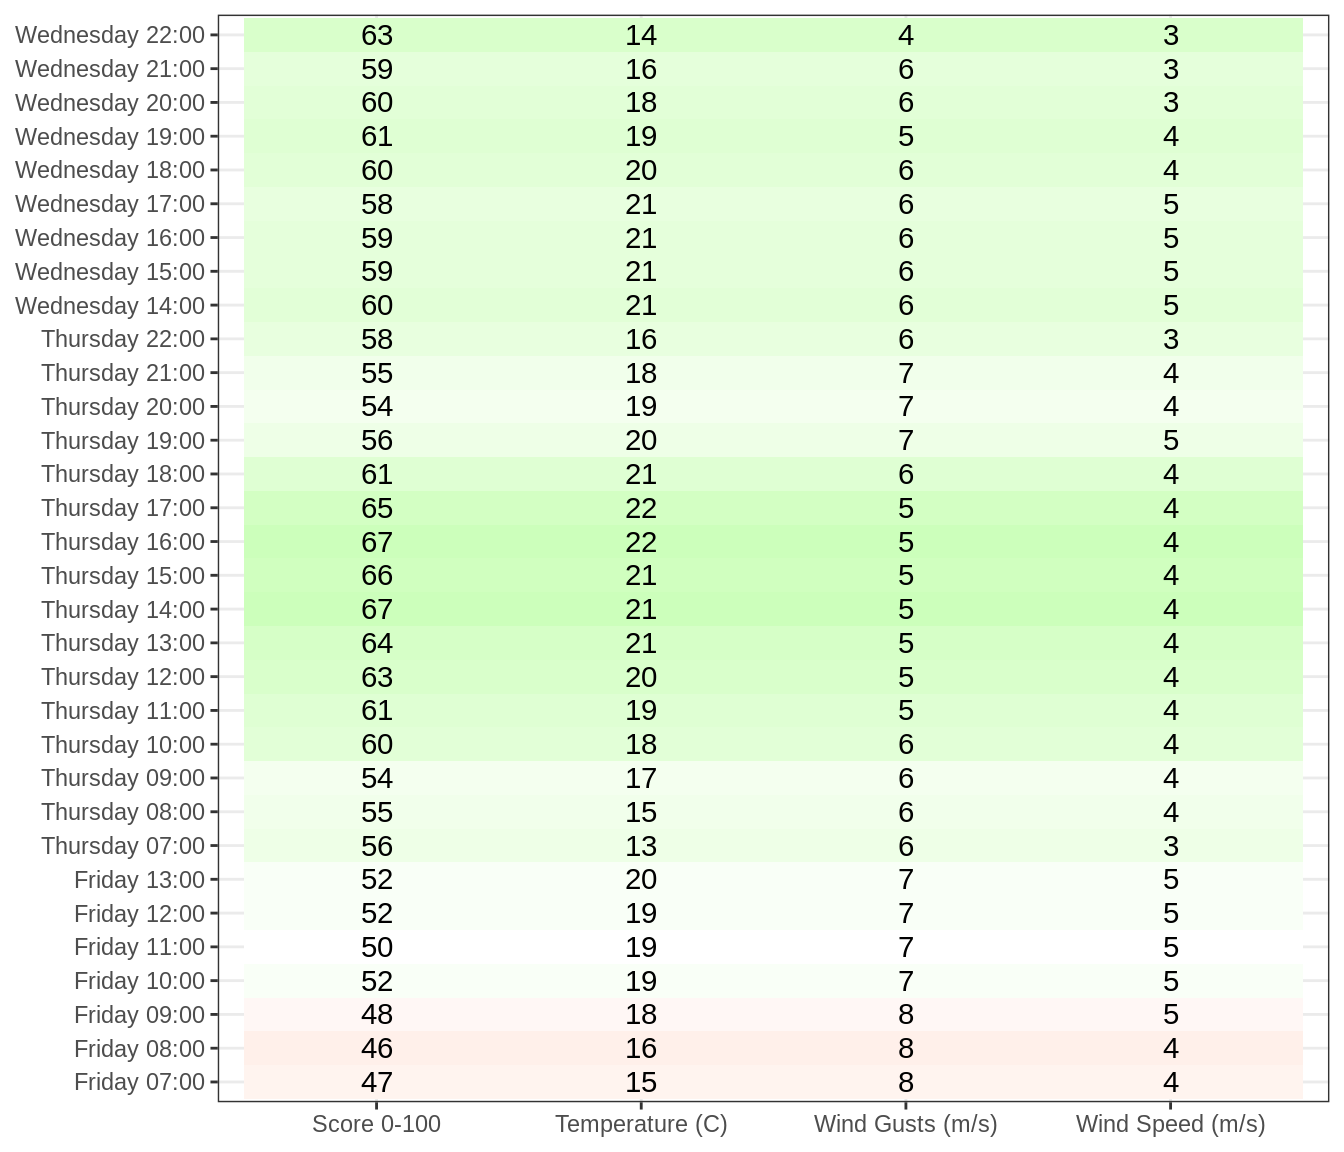 Wednesday 22:00 63 14 4 3
Wednesday 21:00 59 16 6 3
Wednesday 20:00 60 18 6 3
Wednesday 19:00 61 19 5 4
Wednesday 18:00 60 20 6 4
Wednesday 17:00 58 21 6 5
Wednesday 16:00 59 21 6 5
Wednesday 15:00 59 21 6 5
Wednesday 14:00 60 21 6 5
Thursday 22:00 58 16 6 3
Thursday 21:00 55 18 7 4
Thursday 20:00 54 19 7 4
Thursday 19:00 56 20 7 5
Thursday 18:00 61 21 6 4
Thursday 17:00 65 22 5 4
Thursday 16:00 67 22 5 4
Thursday 15:00 66 21 5 4
Thursday 14:00 67 21 5 4
Thursday 13:00 64 21 5 4
Thursday 12:00 63 20 5 4
Thursday 11:00 61 19 5 4
Thursday 10:00 60 18 6 4
Thursday 09:00 54 17 6 4
Thursday 08:00 55 15 6 4
Thursday 07:00 56 13 6 3
Friday 13:00 52 20 7 5
Friday 12:00 52 19 7 5
Friday 11:00 50 19 7 5
Friday 10:00 52 19 7 5
Friday 09:00 48 18 8 5
Friday 08:00 46 16 8 4
Friday 07:00 47 15 8 4
Score 0-100 Temperature (C) Wind Gusts (m/s) Wind Speed (m/s)